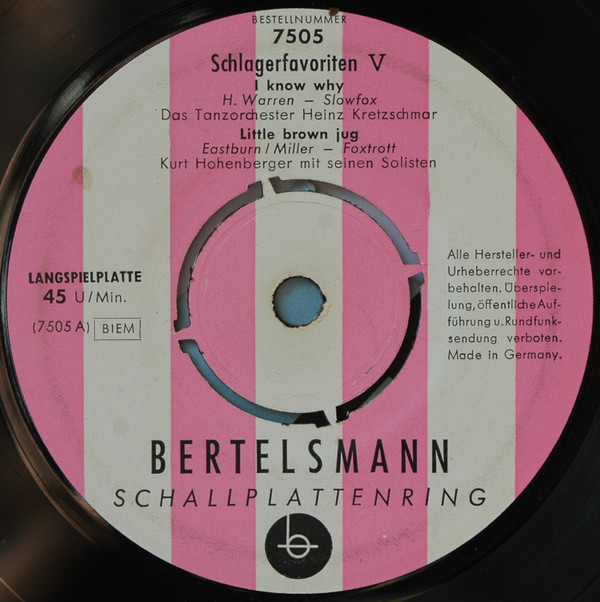 BESTELLNUMMER
7505
Schlagerfavoriten V
I know why
H. Warren – Slowfox
Das Tanzorchester Heinz Kretzschmar
Little brown jug
Eastburn / Miller – Foxtrott
Kurt Hohenberger mit seinen Solisten
LANGSPIELPLATTE
45 U/Min.
(7505 A) BIEM
Alle Hersteller- und
Urheberrechte vor-
behalten. Überspie-
lung, öffentliche Auf-
führung u. Rundfunk-
sendung verboten.
Made in Germany.
BERTELSMANN
SCHALLPLATTENRING
b